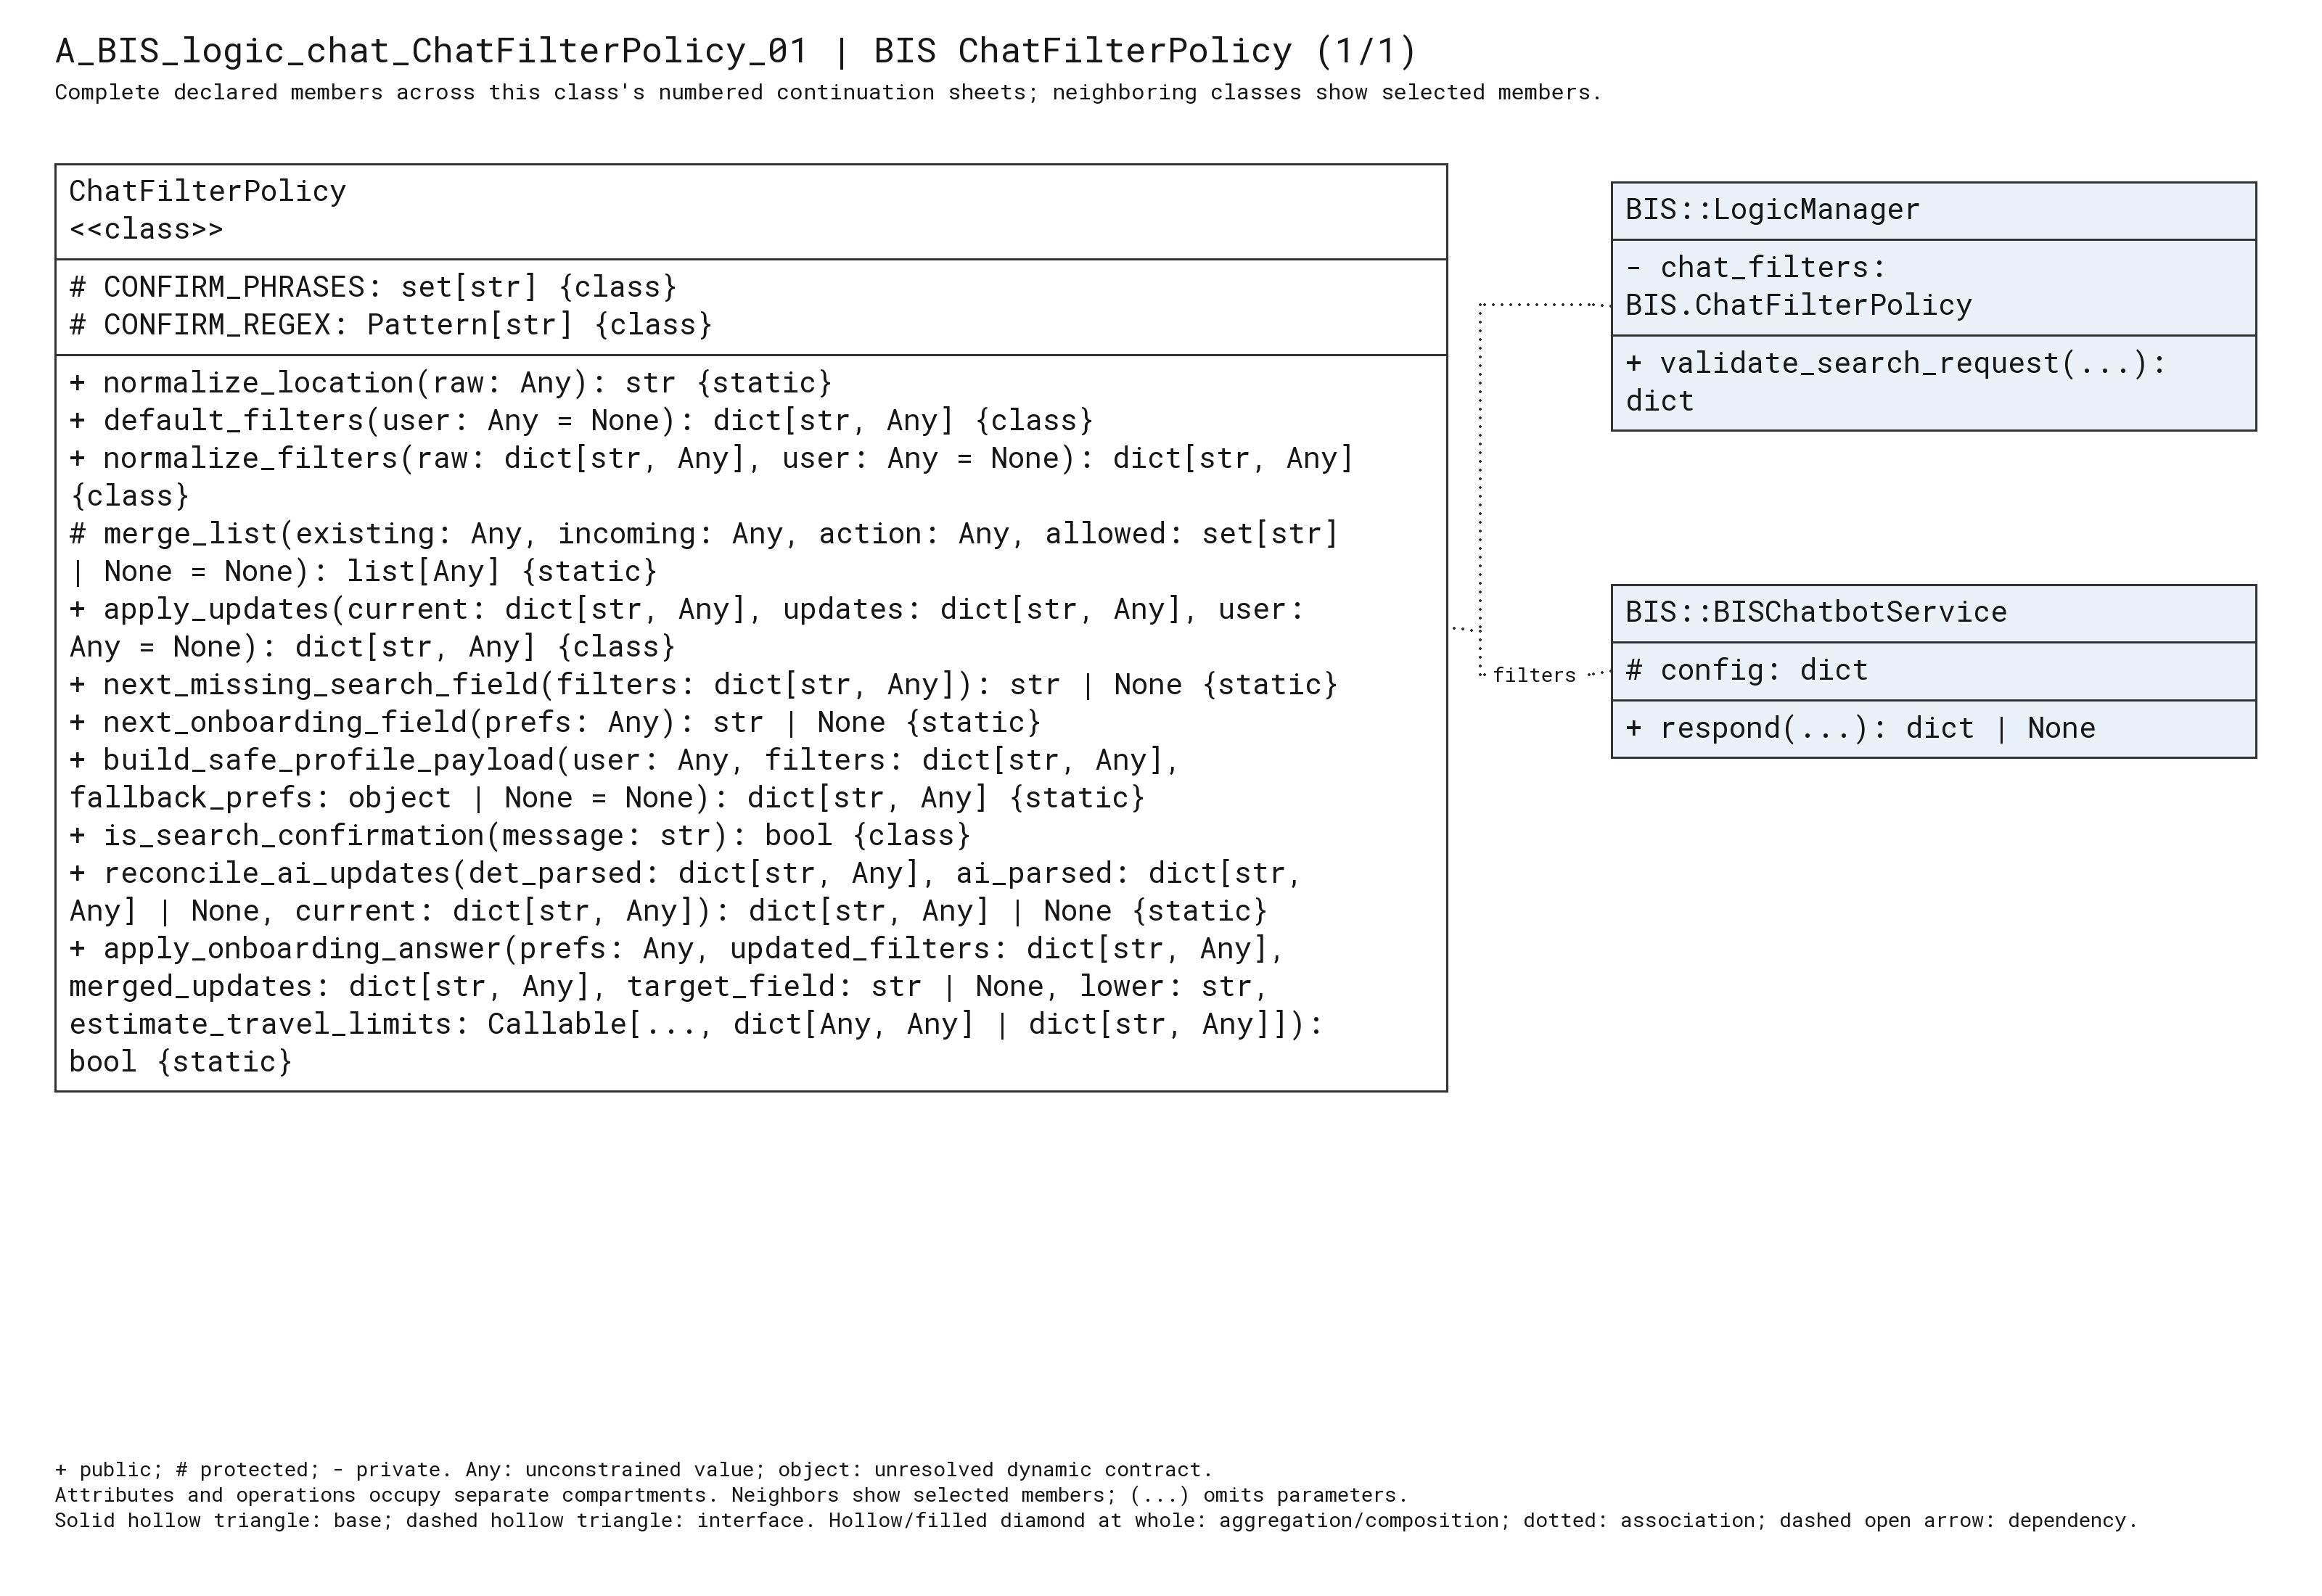 A_BIS_logic_chat_ChatFilterPolicy_01 | BIS ChatFilterPolicy (1/1)
Complete declared members across this class's numbered continuation sheets; neighboring classes show selected members.
ChatFilterPolicy
<<class>>
# CONFIRM_PHRASES: set[str] {class}
# CONFIRM_REGEX: Pattern[str] {class}
+ normalize_location(raw: Any): str {static}
+ default_filters(user: Any = None): dict[str, Any] {class}
+ normalize_filters(raw: dict[str, Any], user: Any = None): dict[str, Any]
{class}
# merge_list(existing: Any, incoming: Any, action: Any, allowed: set[str]
| None = None): list[Any] {static}
+ apply_updates(current: dict[str, Any], updates: dict[str, Any], user:
Any = None): dict[str, Any] {class}
+ next_missing_search_field(filters: dict[str, Any]): str | None {static}
+ next_onboarding_field(prefs: Any): str | None {static}
+ build_safe_profile_payload(user: Any, filters: dict[str, Any],
fallback_prefs: object | None = None): dict[str, Any] {static}
+ is_search_confirmation(message: str): bool {class}
+ reconcile_ai_updates(det_parsed: dict[str, Any], ai_parsed: dict[str,
Any] | None, current: dict[str, Any]): dict[str, Any] | None {static}
+ apply_onboarding_answer(prefs: Any, updated_filters: dict[str, Any],
merged_updates: dict[str, Any], target_field: str | None, lower: str,
estimate_travel_limits: Callable[..., dict[Any, Any] | dict[str, Any]]):
bool {static}
BIS::LogicManager
- chat_filters:
BIS.ChatFilterPolicy
+ validate_search_request(...):
dict
BIS::BISChatbotService
# config: dict
+ respond(...): dict | None
filters
+ public; # protected; - private. Any: unconstrained value; object: unresolved dynamic contract.
Attributes and operations occupy separate compartments. Neighbors show selected members; (...) omits parameters.
Solid hollow triangle: base; dashed hollow triangle: interface. Hollow/filled diamond at whole: aggregation/composition; dotted: association; dashed open arrow: dependency.